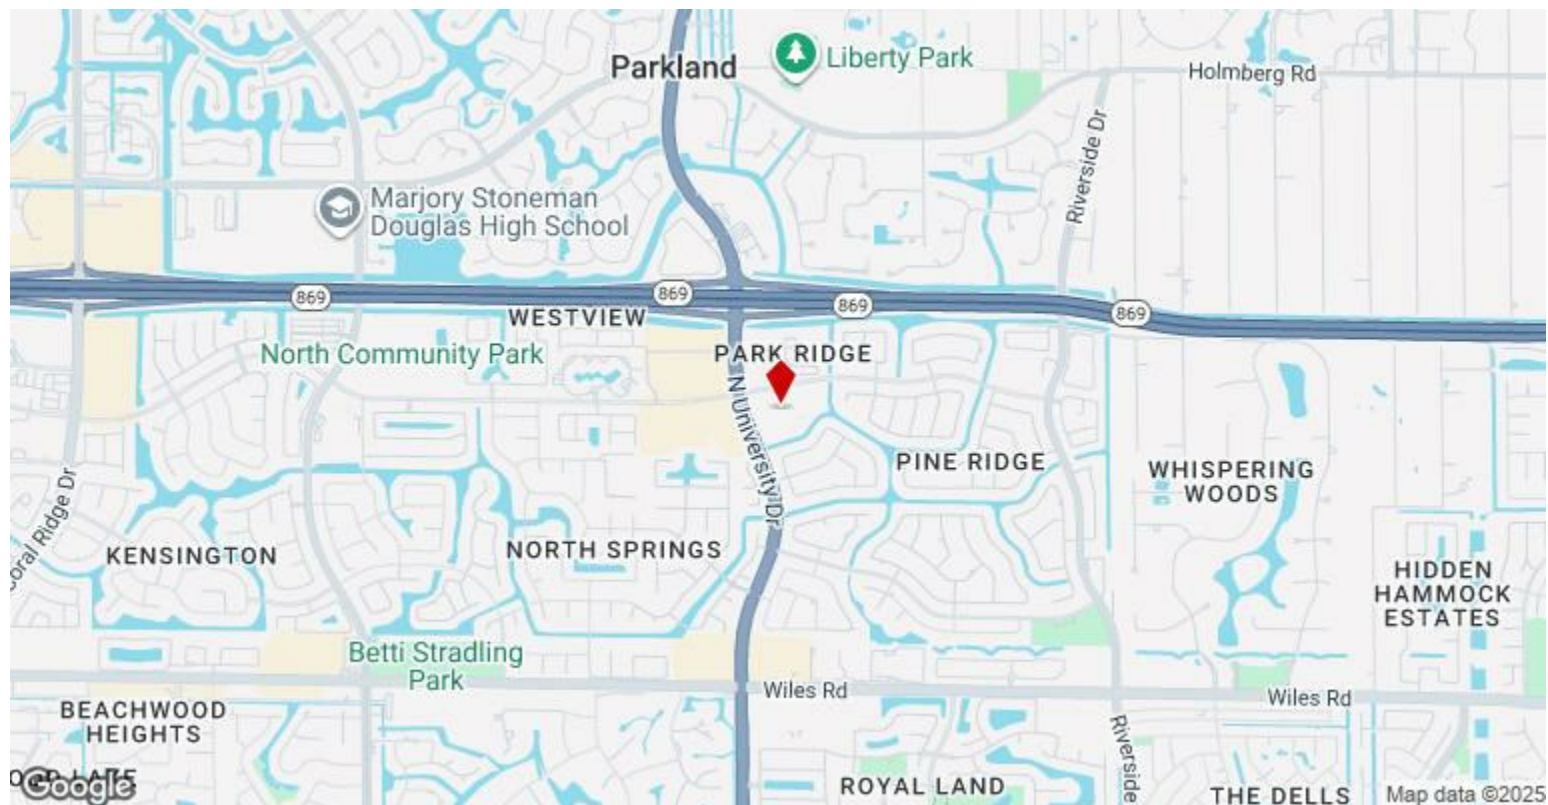 Parkland
Liberty Park
Holmberg Rd
Riverside Dr
Marjory Stoneman
Douglas High School
869
869
869
869
WESTVIEW
North Community Park
PARK RIDGE
N University Dr
PINE RIDGE
WHISPERING
WOODS
oral Ridge Dr
KENSINGTON
NORTH SPRINGS
HIDDEN
HAMMOCK
ESTATES
Betti Stradling
Park
Wiles Rd
Wiles Rd
BEACHWOOD
HEIGHTS
Riverside
ROYAL LAND
THE DELLS
Google
Map data ©2025